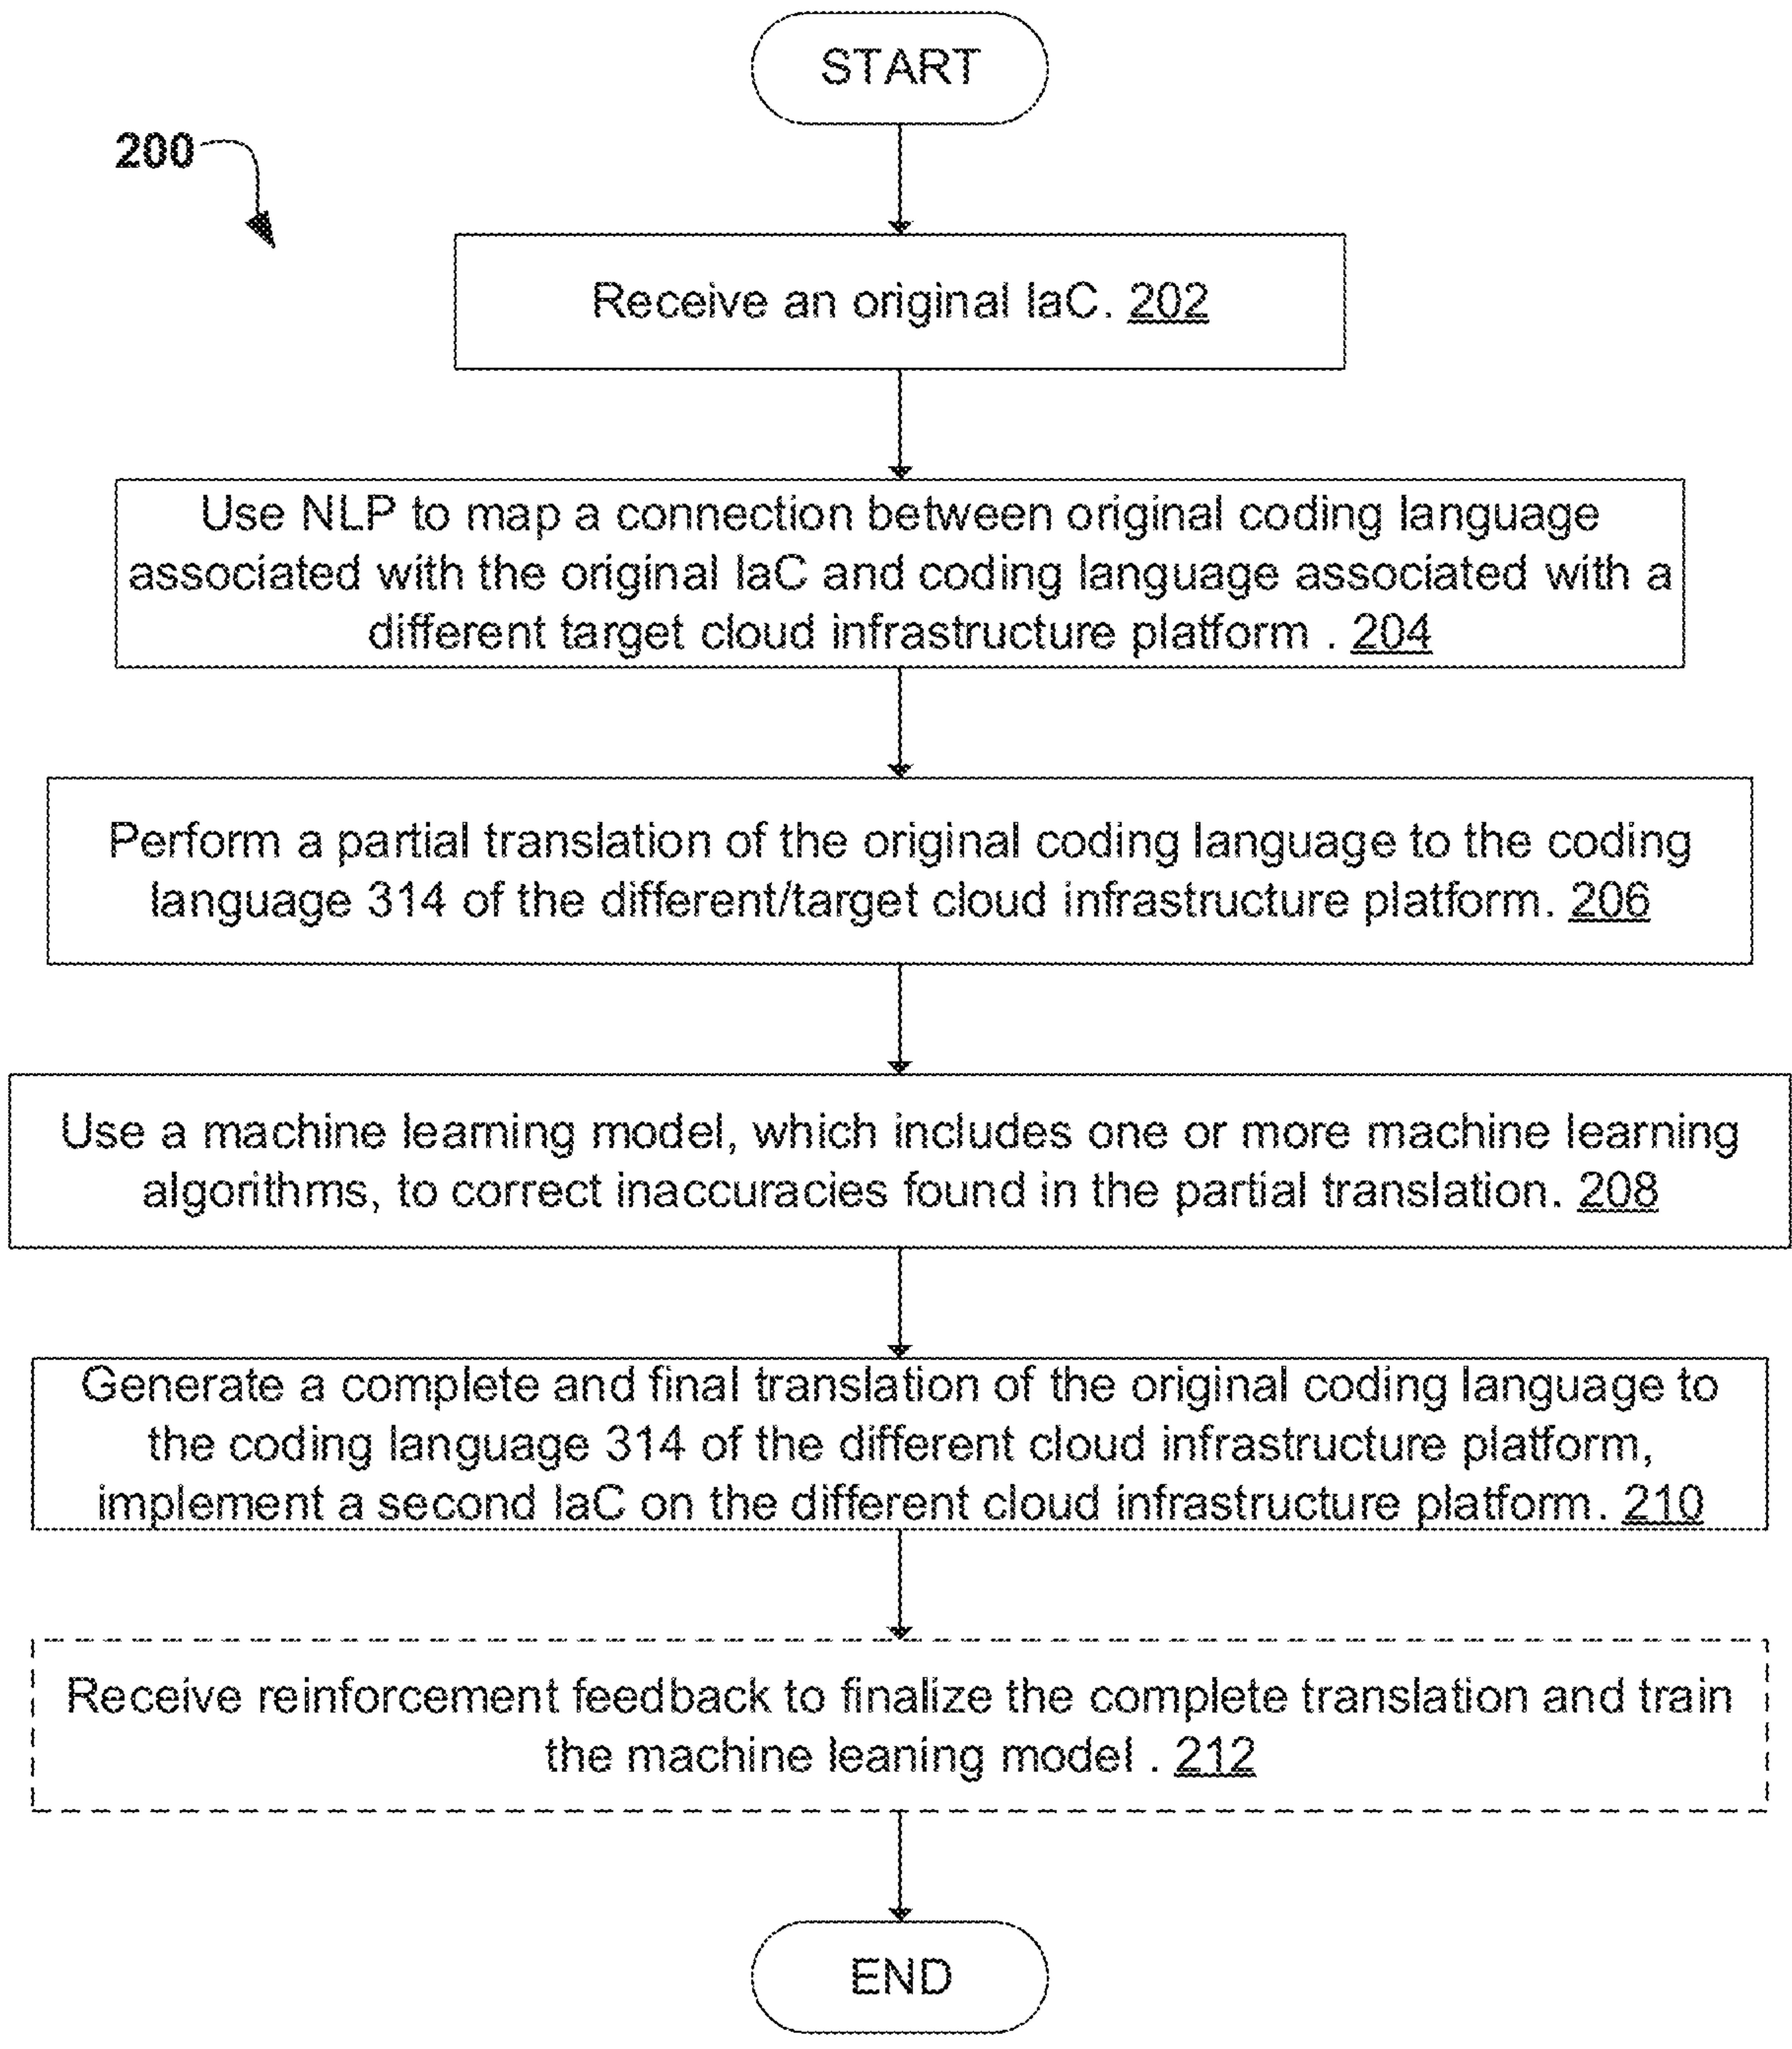 START
200
Receive an original IaC. 202
Use NLP to map a connection between original coding language
associated with the original IaC and coding language associated with a
different target cloud infrastructure platform . 204
Perform a partial translation of the original coding language to the coding
language 314 of the different/target cloud infrastructure platform. 206
Use a machine learning model, which includes one or more machine learning
algorithms, to correct inaccuracies found in the partial translation. 208
Generate a complete and final translation of the original coding language to
the coding language 314 of the different cloud infrastructure platform,
implement a second IaC on the different cloud infrastructure platform. 210
Receive reinforcement feedback to finalize the complete translation and train
the machine leaning model . 212
END